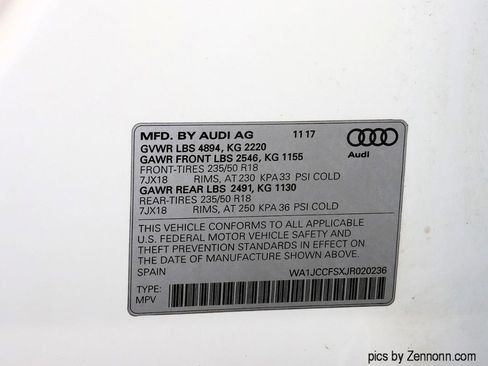 MFD. BY AUDI AG 11 17
GVWR LBS 4894, KG 2220
GAWR FRONT LBS 2546, KG 1155
FRONT-TIRES 235/50 R18
7JX18 RIMS, AT 230 KPA 33 PSI COLD
GAWR REAR LBS 2491, KG 1130
REAR-TIRES 235/50 R18
7JX18 RIMS, AT 250 KPA 36 PSI COLD
Audi
THIS VEHICLE CONFORMS TO ALL APPLICABLE
U.S. FEDERAL MOTOR VEHICLE SAFETY AND
THEFT PREVENTION STANDARDS IN EFFECT ON
THE DATE OF MANUFACTURE SHOWN ABOVE.
SPAIN WA1JCCFSXJR020236
TYPE:
MPV
pics by Zennonn.com